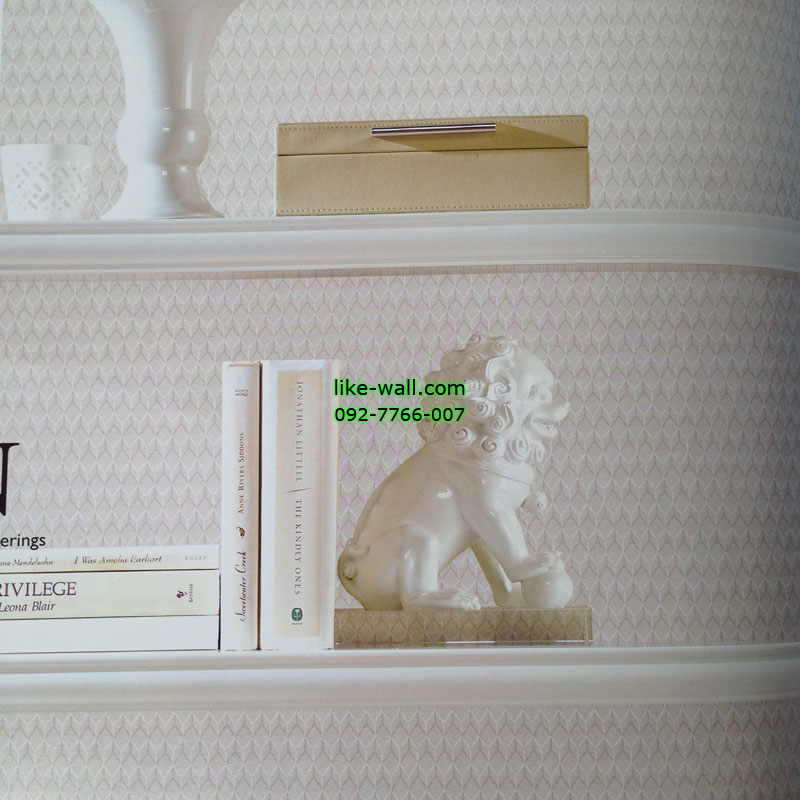 like-wall.com
092-7766-007
N
erings
Anne Rivers Siddons
Sweetwater Creek
JONATHAN LITTELL
THE KINDLY ONES
I Was Amelia Earhart
RIVILEGE
Leona Blair
BANTAM